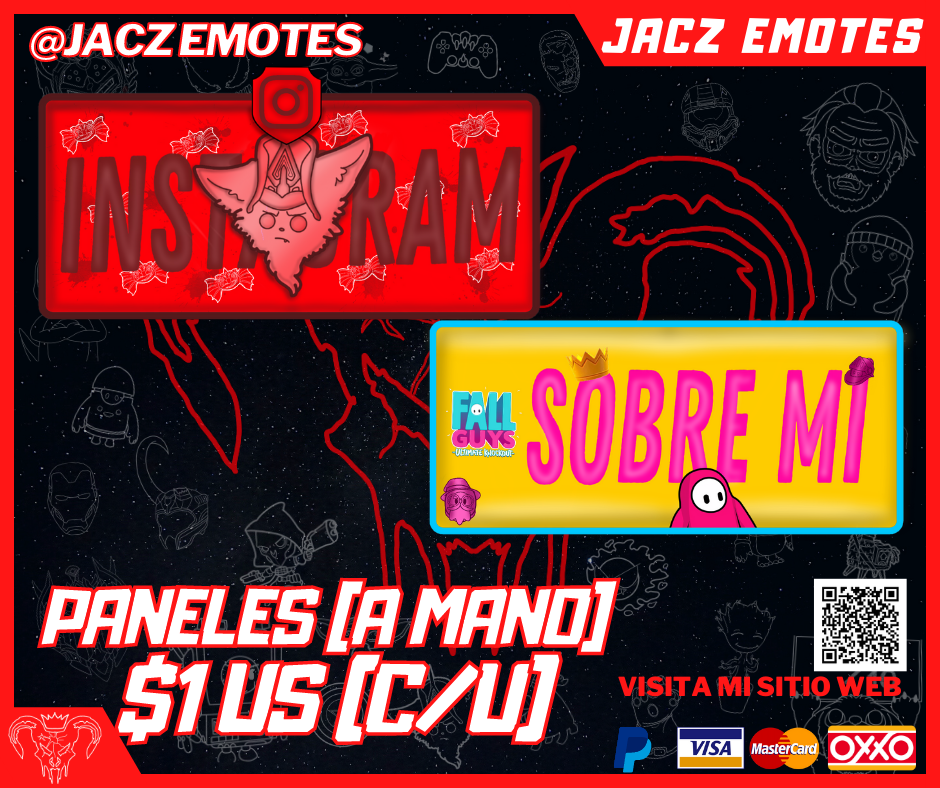 @JACZEMOTES
JACZ EMOTES
INSTAGRAM
FALL
GUYS
ULTIMATE KNOCKOUT
SOBRE MI
PANELES [A MANO]
$1 US [C/U]
VISITA MI SITIO WEB
P
VISA
MasterCard
OXXO